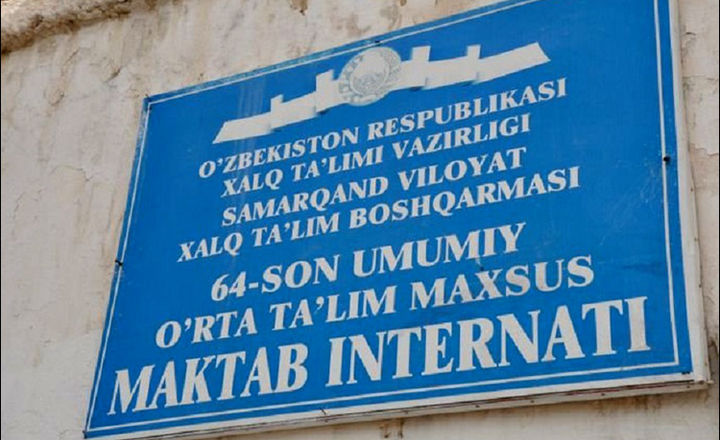 O'ZBEKISTON RESPUBLIKASI
XALQ TA'LIMI VAZIRLIGI
SAMARQAND VILOYAT
XALQ TA'LIM BOSHQARMASI
64-SON UMUMIY
O'RTA TA'LIM MAXSUS
MAKTAB INTERNATI